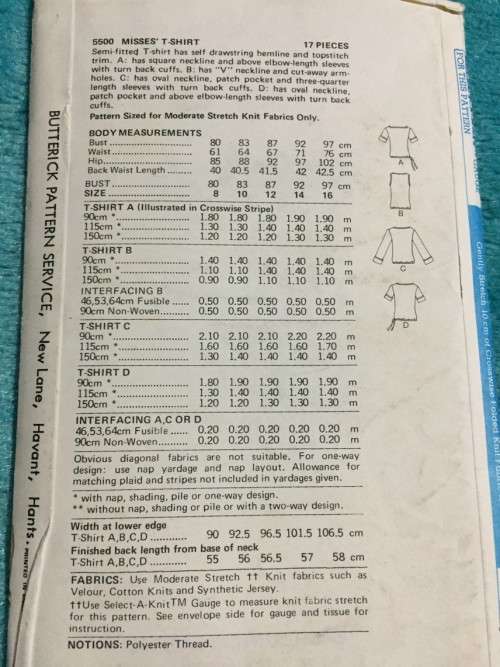 5500 MISSES' T-SHIRT 17 PIECES
Semi-fitted T-shirt has self drawstring hemline and topstitch
trim. A: has square neckline and above elbow-length sleeves
with turn back cuffs. B: has "V" neckline and cut-away arm-
holes. C: has oval neckline, patch pocket and three-quarter
length sleeves with turn back cuffs. D: has oval neckline,
patch pocket and above elbow-length sleeves with turn back
cuffs.
Pattern Sized for Moderate Stretch Knit Fabrics Only.
BODY MEASUREMENTS
Bust 80 83 87 92 97 cm
Waist 61 64 67 71 76 cm
Hip 85 88 92 97 102 cm
Back Waist Length 40 40.5 41.5 42 42.5 cm
BUST 80 83 87 92 97 cm
SIZE 8 10 12 14 16
T-SHIRT A (Illustrated in Crosswise Stripe)
90cm * 1.80 1.80 1.80 1.90 1.90 m
115cm * 1.30 1.30 1.40 1.40 1.40 m
150cm * 1.20 1.20 1.20 1.30 1.30 m
T-SHIRT B
90cm * 1.40 1.40 1.40 1.40 1.40 m
115cm * 1.10 1.10 1.40 1.40 1.40 m
150cm * 0.90 0.90 1.10 1.10 1.10 m
INTERFACING B
46,53,64cm Fusible 0.50 0.50 0.50 0.50 0.50 m
90cm Non-Woven 0.50 0.50 0.50 0.50 0.50 m
T-SHIRT C
90cm * 2.10 2.10 2.10 2.20 2.20 m
115cm * 1.60 1.60 1.60 1.60 1.70 m
150cm * 1.30 1.40 1.40 1.40 1.40 m
T-SHIRT D
90cm * 1.80 1.90 1.90 1.90 1.90 m
115cm * 1.30 1.40 1.40 1.40 1.40 m
150cm * 1.20 1.20 1.30 1.30 1.30 m
INTERFACING A,C OR D
46,53,64cm Fusible 0.20 0.20 0.20 0.20 0.20 m
90cm Non-Woven 0.20 0.20 0.20 0.20 0.20 m
Obvious diagonal fabrics are not suitable. For one-way
design: use nap yardage and nap layout. Allowance for
matching plaid and stripes not included in yardages given.
* with nap, shading, pile or one-way design.
** without nap, shading or pile or with a two-way design.
Width at lower edge
T-Shirt A,B,C,D 90 92.5 96.5 101.5 106.5 cm
Finished back length from base of neck
T-Shirt A,B,C,D 55 56 56.5 57 58 cm
FABRICS: Use Moderate Stretch †† Knit fabrics such as
Velour, Cotton Knits and Synthetic Jersey.
††Use Select-A-Knit™ Gauge to measure knit fabric stretch
for this pattern. See envelope side for gauge and tissue for
instruction.
NOTIONS: Polyester Thread.
A
B
C
D
BUTTERICK PATTERN SERVICE, New Lane, Havant, Hants. PRINTED IN
FOR THIS PATTERN
Gently Stretch 10 cm of Crosswise Folded Knit